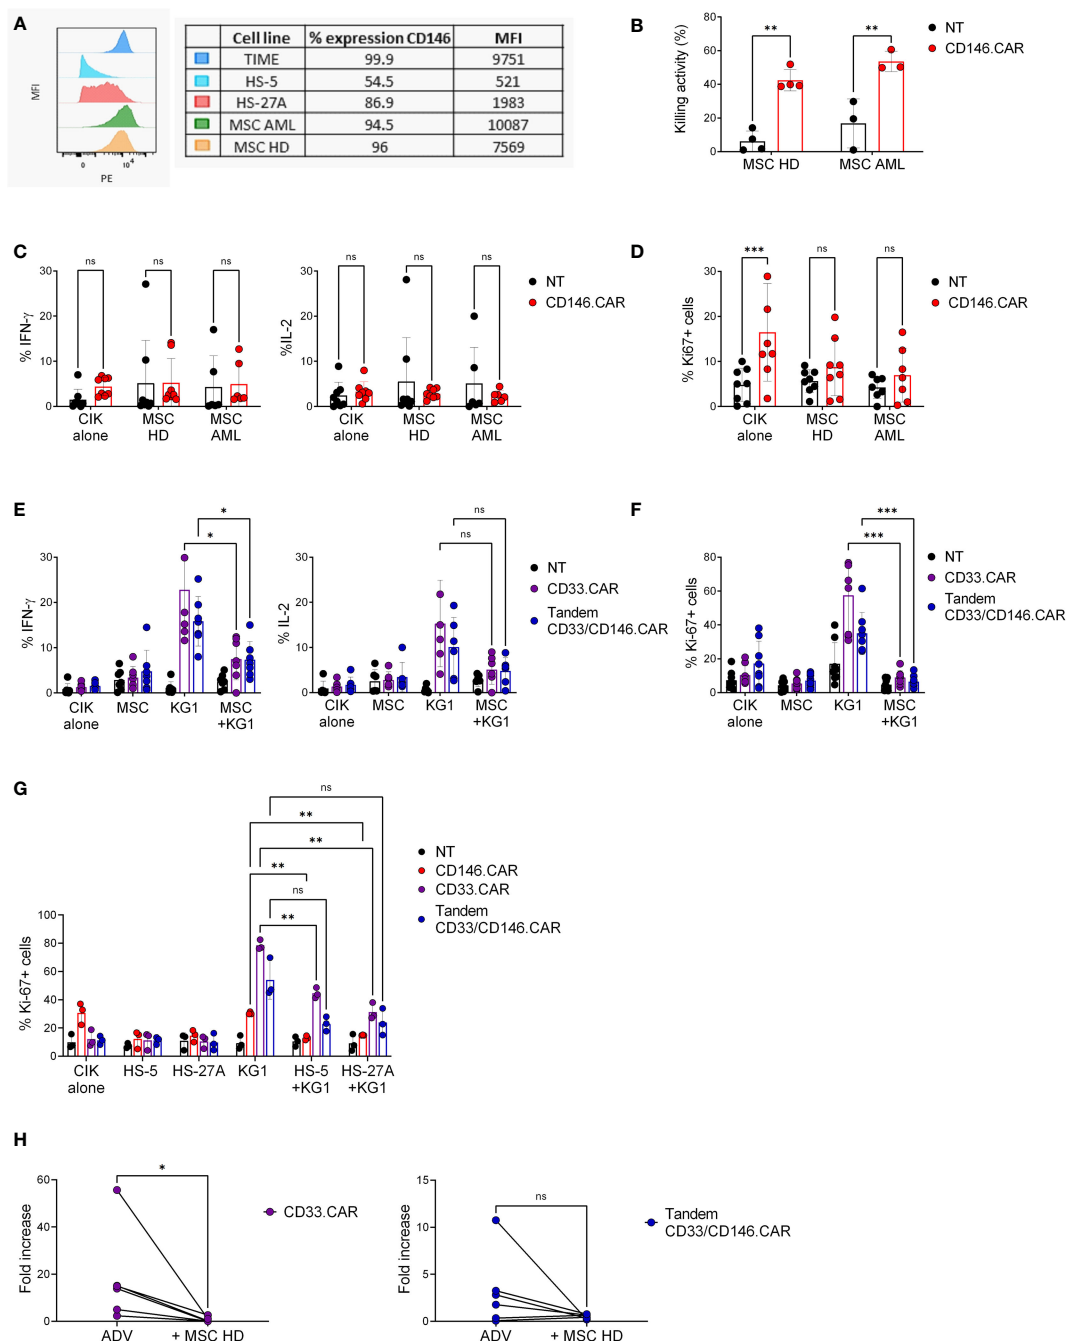 A
MFI
0
10⁴
PE
Cell line % expression CD146 MFI
TIME 99.9 9751
HS-5 54.5 521
HS-27A 86.9 1983
MSC AML 94.5 10087
MSC HD 96 7569
B
Killing activity (%)
80
60
40
20
0
** **
MSC HD MSC AML
NT
CD146.CAR
C
% IFN-γ
30
20
10
0
ns ns ns
CIK alone
MSC HD
MSC AML
%IL-2
30
20
10
0
ns ns ns
CIK alone
MSC HD
MSC AML
NT
CD146.CAR
D
% Ki67+ cells
30
20
10
0
*** ns ns
CIK alone
MSC HD
MSC AML
NT
CD146.CAR
E
% IFN-γ
30
20
10
0
*
*
CIK alone
MSC
KG1
MSC +KG1
% IL-2
30
20
10
0
ns
ns
CIK alone
MSC
KG1
MSC +KG1
NT
CD33.CAR
Tandem
CD33/CD146.CAR
F
% Ki-67+ cells
80
60
40
20
0
***
***
CIK alone
MSC
KG1
MSC +KG1
NT
CD33.CAR
Tandem
CD33/CD146.CAR
G
% Ki-67+ cells
100
80
60
40
20
0
ns
**
**
**
ns
**
CIK alone
HS-5
HS-27A
KG1
HS-5 +KG1
HS-27A +KG1
NT
CD146.CAR
CD33.CAR
Tandem
CD33/CD146.CAR
H
Fold increase
60
40
20
0
*
ADV + MSC HD
CD33.CAR
Fold increase
15
10
5
0
ns
ADV + MSC HD
Tandem
CD33/CD146.CAR